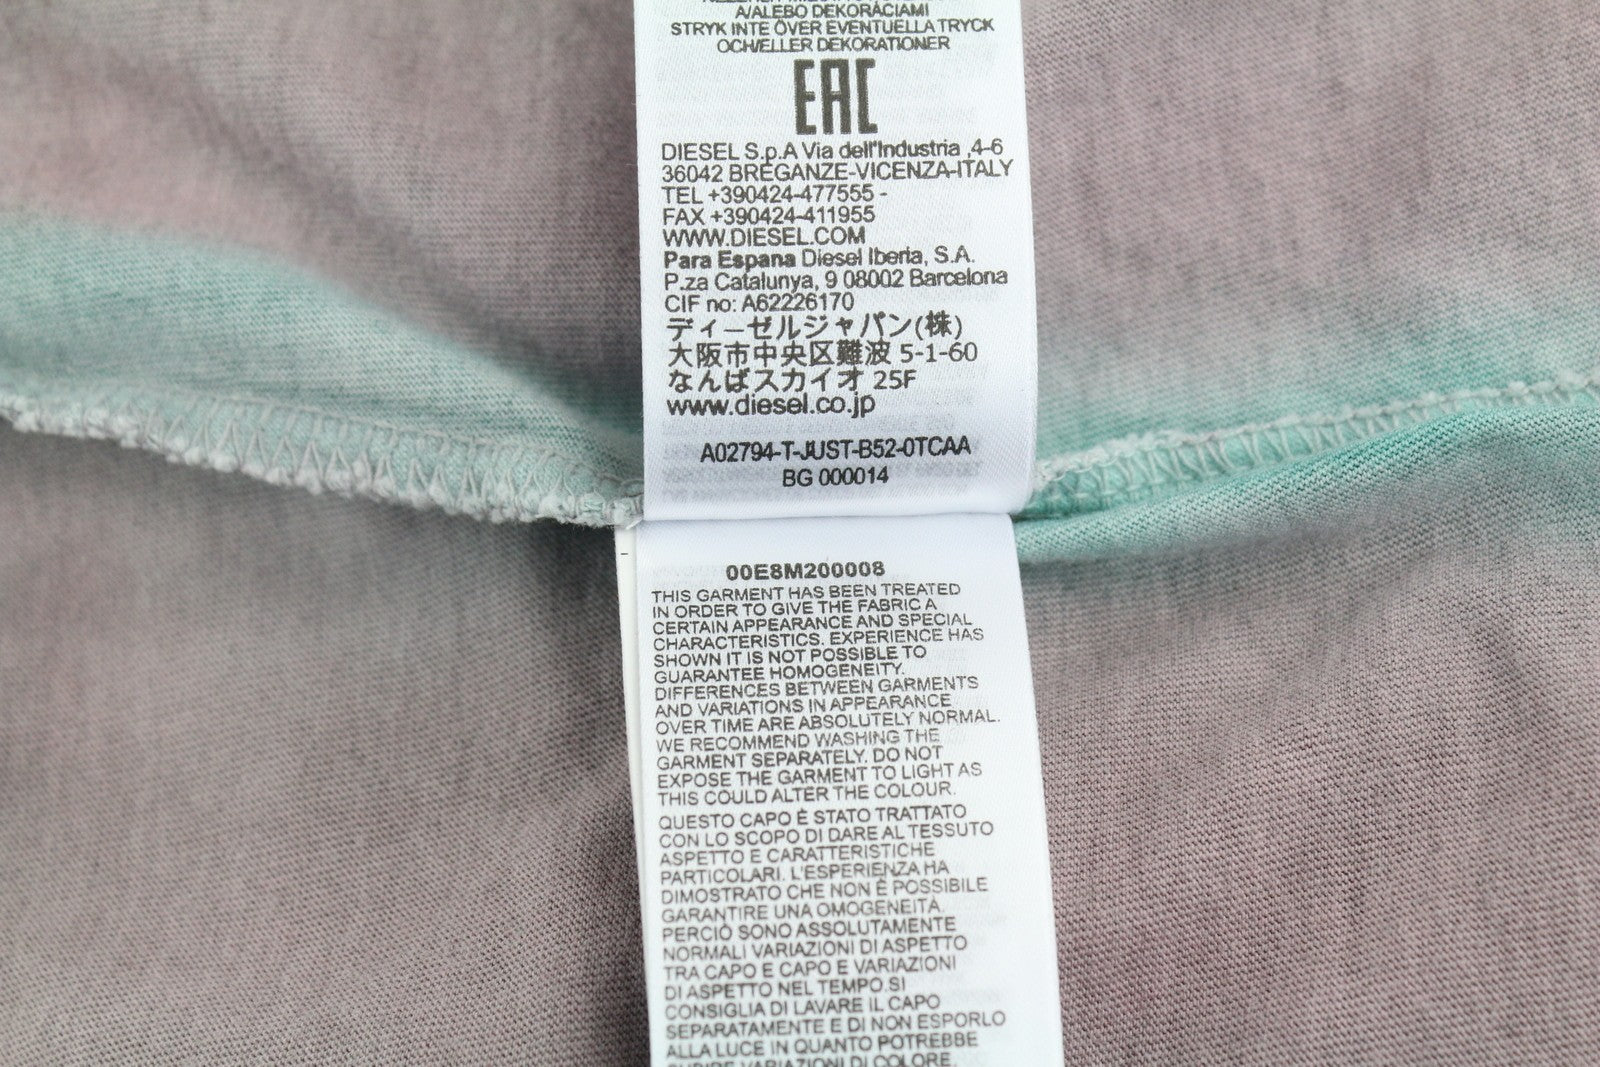 A/ALEBO DEKORÁCIAMI
STRYK INTE ÖVER EVENTUELLA TRYCK
OCH/ELLER DEKORATIONER
EAC
DIESEL S.p.A Via dell'Industria ,4-6
36042 BREGANZE-VICENZA-ITALY
TEL +390424-477555 -
FAX +390424-411955
WWW.DIESEL.COM
Para Espana Diesel Iberia, S.A.
P.za Catalunya, 9 08002 Barcelona
CIF no: A62226170
ディーゼルジャパン(株)
大阪市中央区難波 5-1-60
なんばスカイオ 25F
www.diesel.co.jp
A02794-T-JUST-B52-0TCAA
BG 000014
00E8M200008
THIS GARMENT HAS BEEN TREATED
IN ORDER TO GIVE THE FABRIC A
CERTAIN APPEARANCE AND SPECIAL
CHARACTERISTICS. EXPERIENCE HAS
SHOWN IT IS NOT POSSIBLE TO
GUARANTEE HOMOGENEITY.
DIFFERENCES BETWEEN GARMENTS
AND VARIATIONS IN APPEARANCE
OVER TIME ARE ABSOLUTELY NORMAL.
WE RECOMMEND WASHING THE
GARMENT SEPARATELY. DO NOT
EXPOSE THE GARMENT TO LIGHT AS
THIS COULD ALTER THE COLOUR.
QUESTO CAPO È STATO TRATTATO
CON LO SCOPO DI DARE AL TESSUTO
ASPETTO E CARATTERISTICHE
PARTICOLARI. L'ESPERIENZA HA
DIMOSTRATO CHE NON È POSSIBILE
GARANTIRE UNA OMOGENEITÀ.
PERCIÒ SONO ASSOLUTAMENTE
NORMALI VARIAZIONI DI ASPETTO
TRA CAPO E CAPO E VARIAZIONI
DI ASPETTO NEL TEMPO.SI
CONSIGLIA DI LAVARE IL CAPO
SEPARATAMENTE E DI NON ESPORLO
ALLA LUCE IN QUANTO POTREBBE
SUBIRE VARIAZIONI DI COLORE.